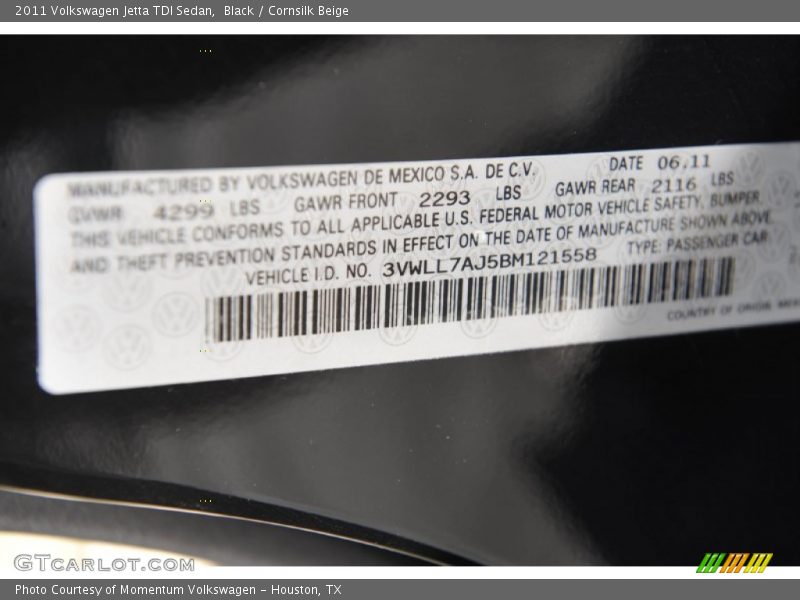 2011 Volkswagen Jetta TDI Sedan,  Black / Cornsilk Beige
MANUFACTURED BY VOLKSWAGEN DE MEXICO S.A. DE C.V. DATE 06.11
GVWR 4299 LBS GAWR FRONT 2293 LBS GAWR REAR 2116 LBS
THIS VEHICLE CONFORMS TO ALL APPLICABLE U.S. FEDERAL MOTOR VEHICLE SAFETY, BUMPER,
AND THEFT PREVENTION STANDARDS IN EFFECT ON THE DATE OF MANUFACTURE SHOWN ABOVE
VEHICLE I.D. NO. 3VWLL7AJ5BM121558 TYPE: PASSENGER CAR
COUNTRY OF ORIGIN
GTCARLOT.COM
Photo Courtesy of Momentum Volkswagen - Houston, TX